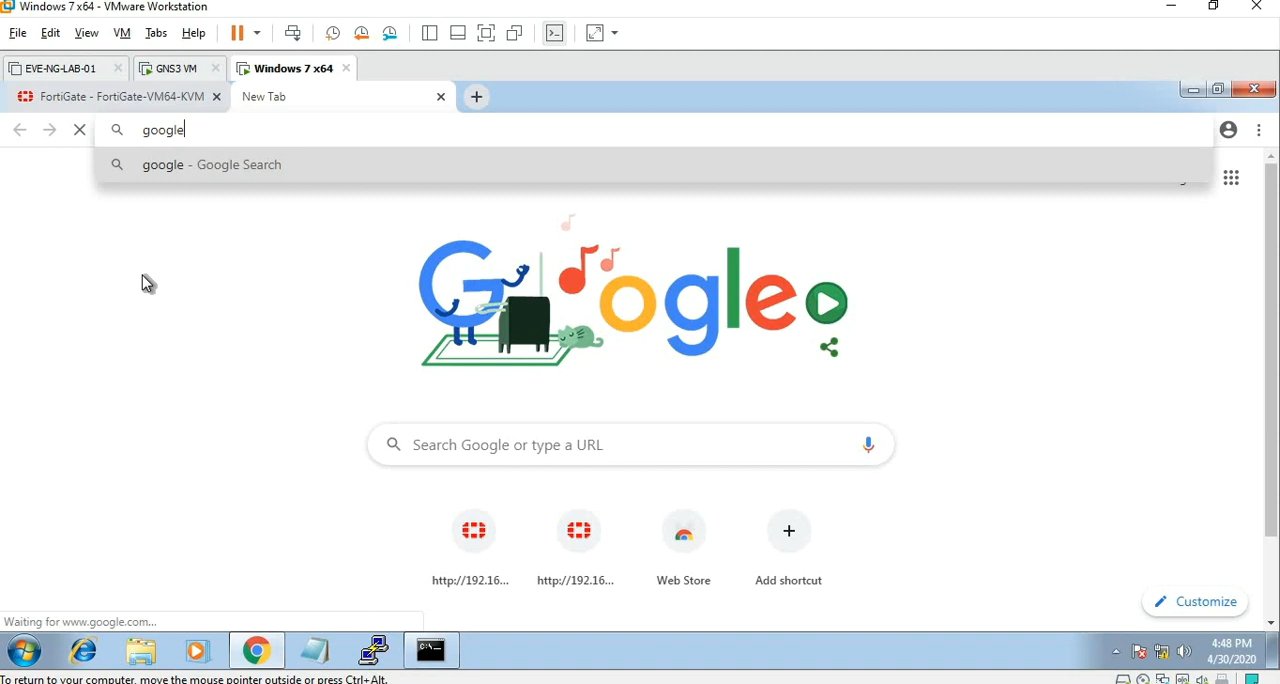 Windows 7 x64 - VMware Workstation
File Edit View VM Tabs Help
EVE-NG-LAB-01 GNS3 VM Windows 7 x64
FortiGate - FortiGate-VM64-KVM New Tab
google
google - Google Search
Google
Search Google or type a URL
http://192.16... http://192.16... Web Store Add shortcut
Customize
Waiting for www.google.com...
C:\
4:48 PM
4/30/2020
To return to your computer, move the mouse pointer outside or press Ctrl+Alt.